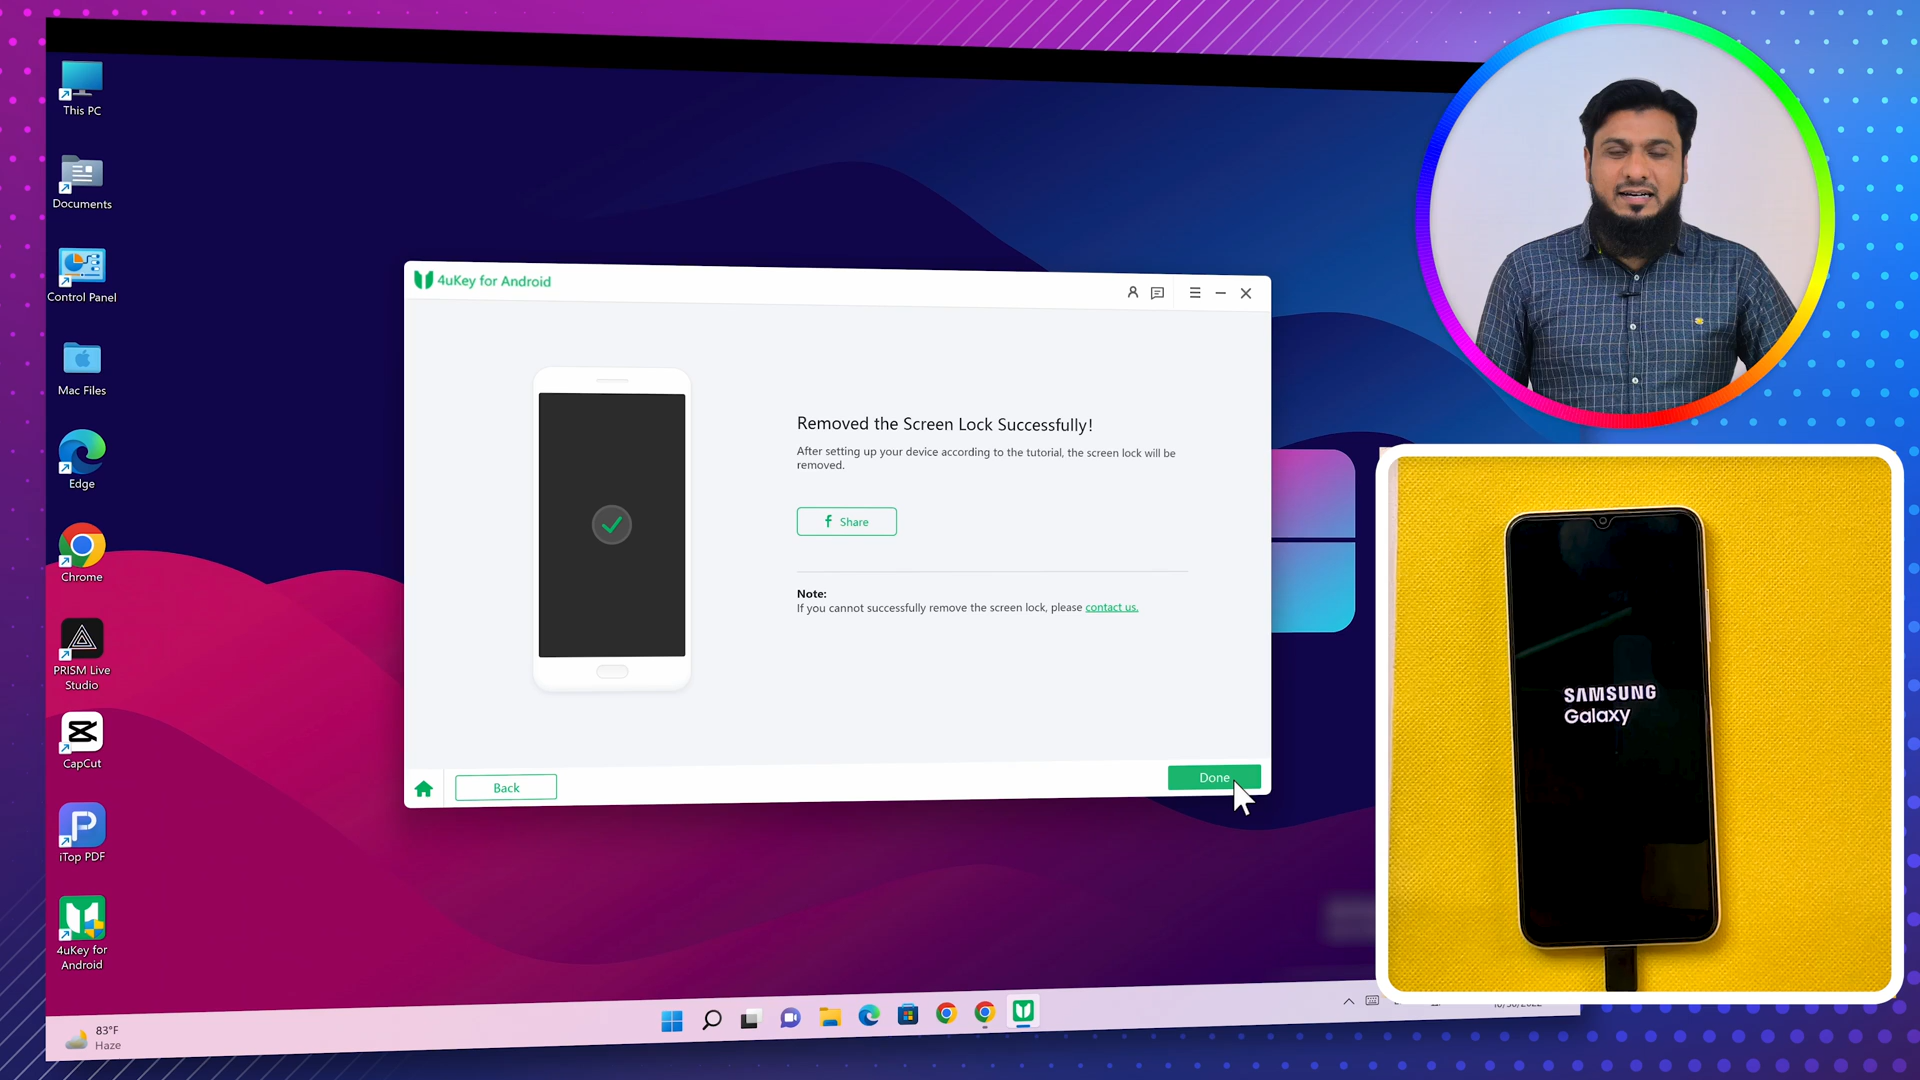 This PC
Documents
Control Panel
Mac Files
Edge
Chrome
PRISM Live
Studio
CapCut
iTop PDF
4uKey for
Android
4uKey for Android
Removed the Screen Lock Successfully!
After setting up your device according to the tutorial, the screen lock will be
removed.
Share
Note:
If you cannot successfully remove the screen lock, please contact us.
Back
Done
SAMSUNG
Galaxy
83°F
Haze